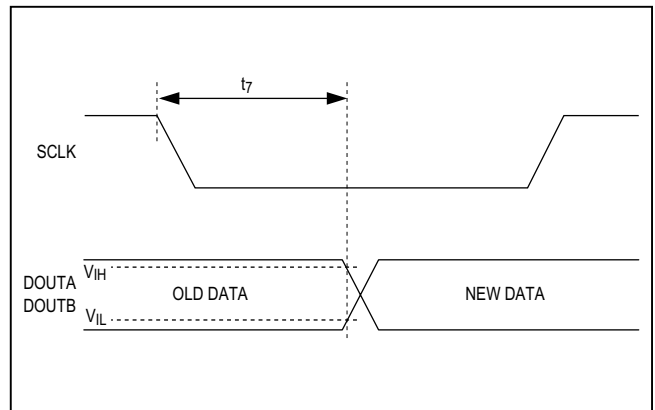 t7
SCLK
DOUTA
DOUTB
VIH
OLD DATA
NEW DATA
VIL